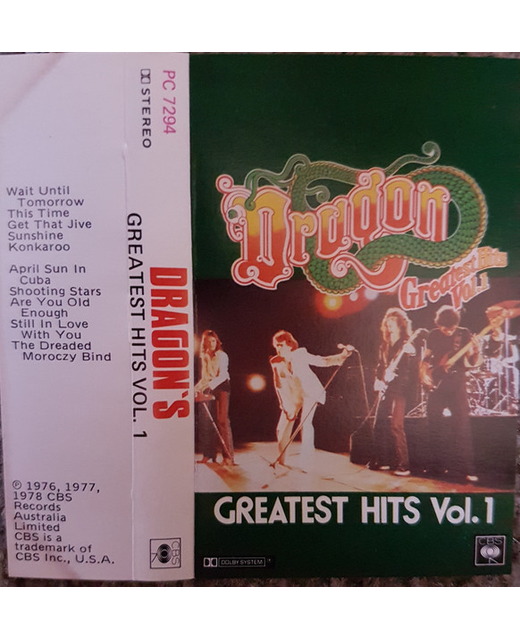 Wait Until
Tomorrow
This Time
Get That Jive
Sunshine
Konkaroo
April Sun In
Cuba
Shooting Stars
Are You Old
Enough
Still In Love
With You
The Dreaded
Moroczy Bind
℗ 1976, 1977,
1978 CBS
Records
Australia
Limited
CBS is a
trademark of
CBS Inc., U.S.A.
PC 7294
STEREO
DRAGON'S
GREATEST HITS VOL. 1
CBS
Dragon
Greatest Hits
Vol. 1
GREATEST HITS Vol. 1
DOLBY SYSTEM
CBS